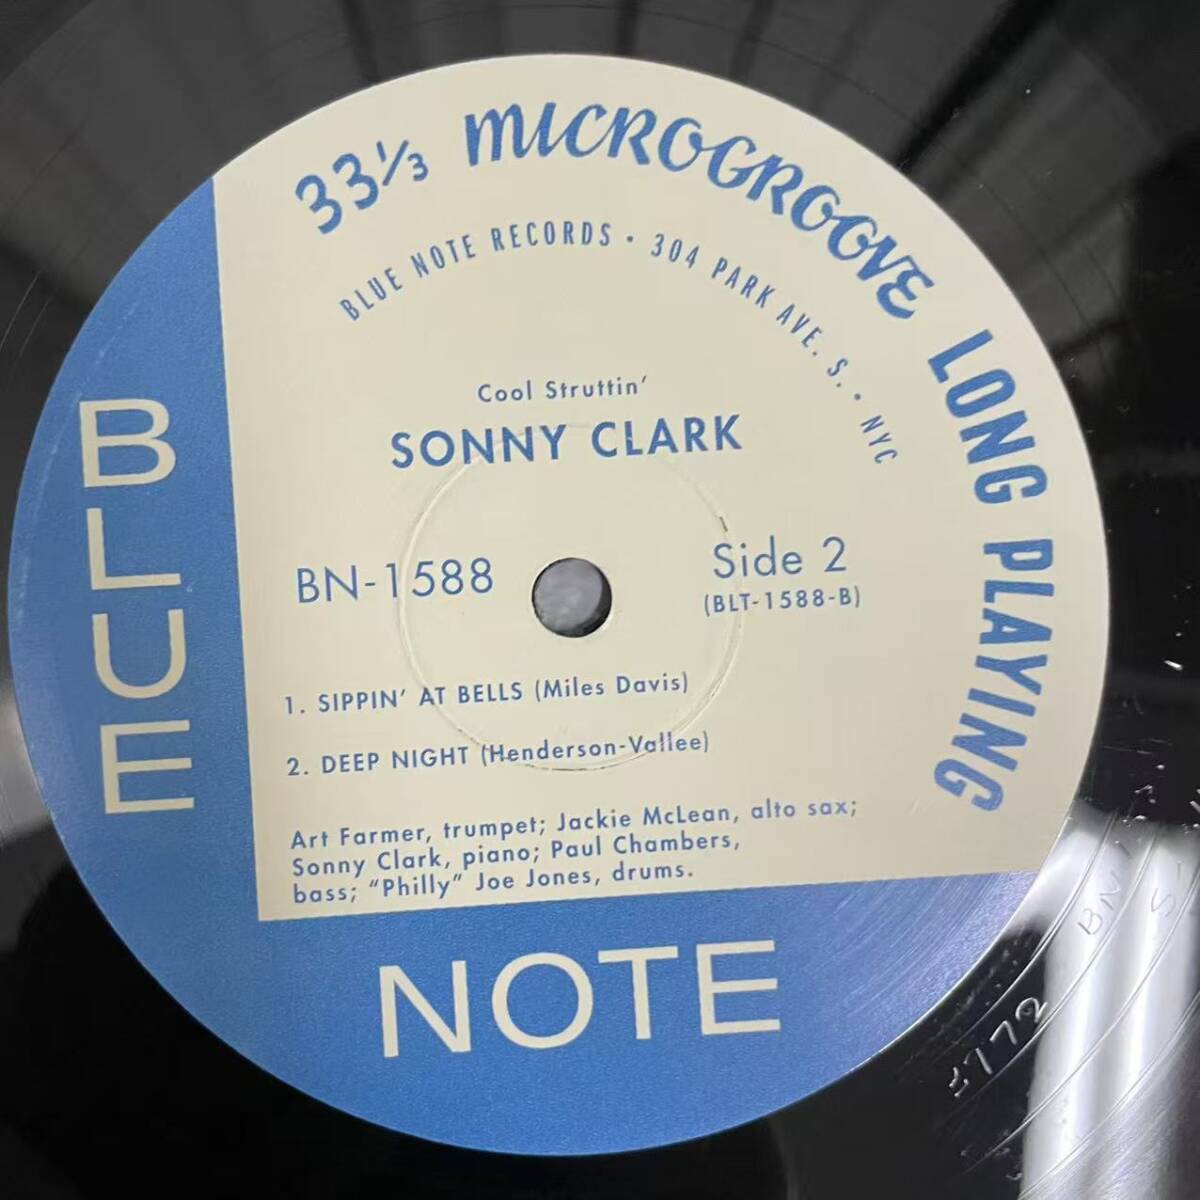 33⅓ MICROGROOVE LONG PLAYING
BLUE NOTE RECORDS • 304 PARK AVE. S. • NYC
Cool Struttin'
SONNY CLARK
BN-1588
Side 2
(BLT-1588-B)
1. SIPPIN' AT BELLS (Miles Davis)
2. DEEP NIGHT (Henderson-Vallee)
Art Farmer, trumpet; Jackie McLean, alto sax;
Sonny Clark, piano; Paul Chambers,
bass; "Philly" Joe Jones, drums.
BLUE
NOTE